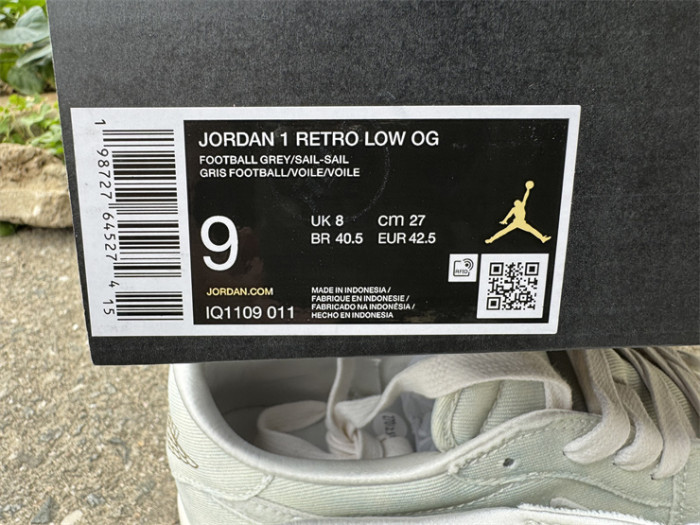 JORDAN 1 RETRO LOW OG
FOOTBALL GREY/SAIL-SAIL
GRIS FOOTBALL/VOILE/VOILE
9
UK 8 cm 27
BR 40.5 EUR 42.5
JORDAN.COM
IQ1109 011
MADE IN INDONESIA/
FABRIQUE EN INDONESIE/
FABRICADO NA INDONÉSIA/
HECHO EN INDONESIA
RFID
1 98727 64527 4 15